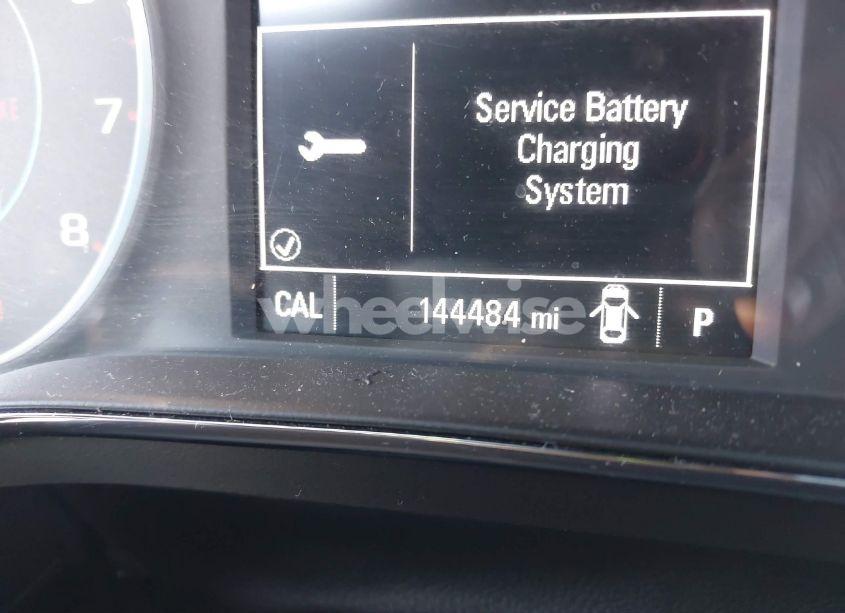 7
8
Service Battery
Charging
System
CAL
144484 mi
P
wheelwise